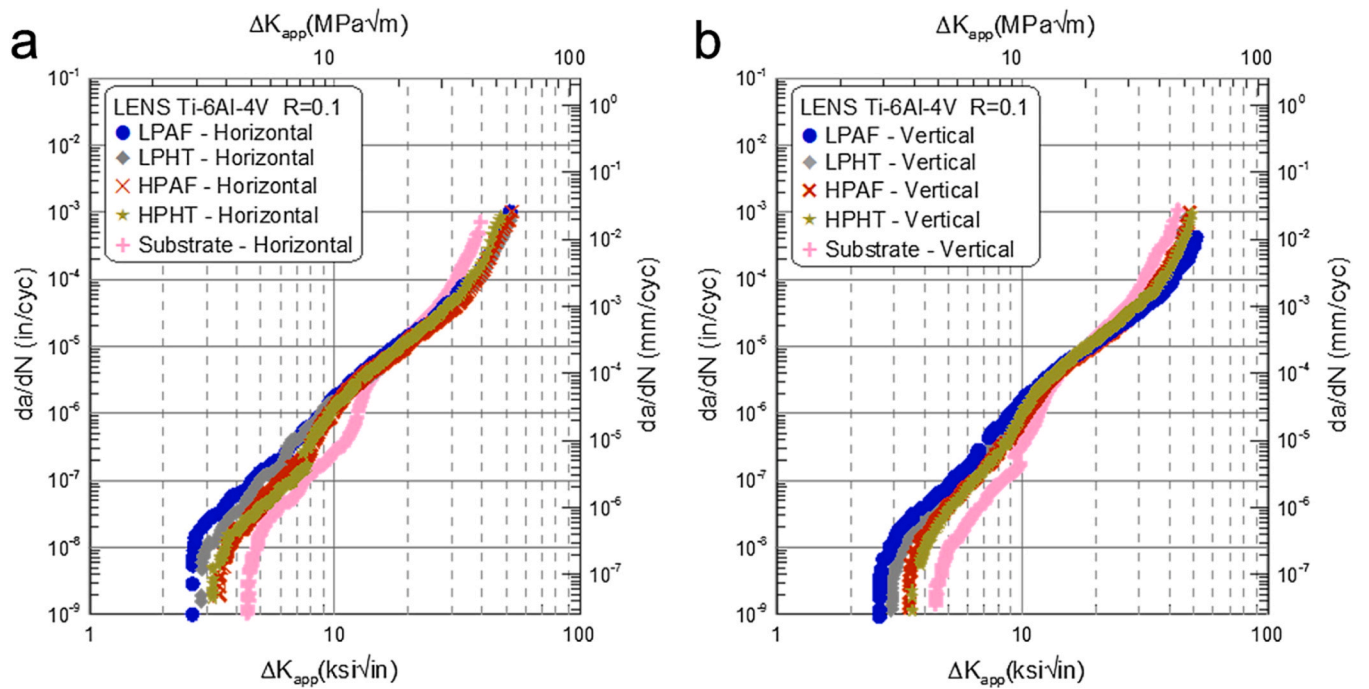 a
ΔKapp(MPa√m)
10 100
10-1
10-2
10-3
10-4
10-5
10-6
10-7
10-8
10-9
da/dN (in/cyc)
LENS Ti-6Al-4V R=0.1
LPAF - Horizontal
LPHT - Horizontal
HPAF - Horizontal
HPHT - Horizontal
Substrate - Horizontal
100
10-1
10-2
10-3
10-4
10-5
10-6
10-7
da/dN (mm/cyc)
1 10 100
ΔKapp(ksi√in)
b
ΔKapp(MPa√m)
10 100
10-1
10-2
10-3
10-4
10-5
10-6
10-7
10-8
10-9
da/dN (in/cyc)
LENS Ti-6Al-4V R=0.1
LPAF - Vertical
LPHT - Vertical
HPAF - Vertical
HPHT - Vertical
Substrate - Vertical
100
10-1
10-2
10-3
10-4
10-5
10-6
10-7
da/dN (mm/cyc)
1 10 100
ΔKapp(ksi√in)